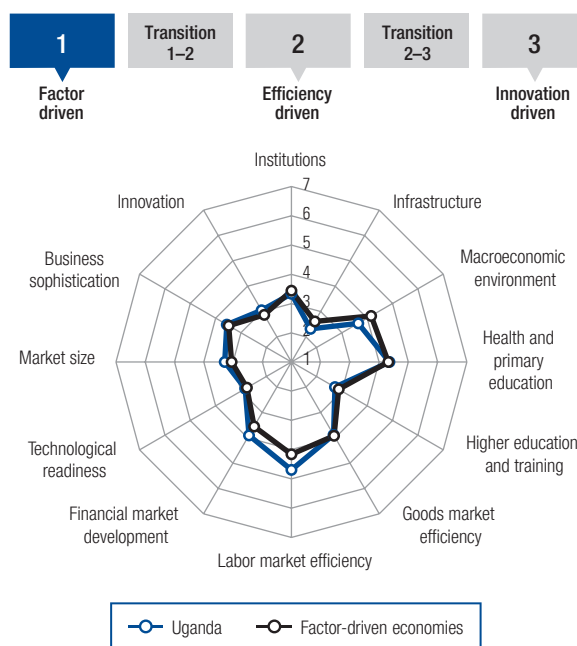 1
Transition
1–2
2
Transition
2–3
3
Factor
driven
Efficiency
driven
Innovation
driven
Institutions
7
6
5
4
3
2
1
Infrastructure
Macroeconomic
environment
Health and
primary
education
Higher education
and training
Goods market
efficiency
Labor market efficiency
Financial market
development
Technological
readiness
Market size
Business
sophistication
Innovation
Uganda
Factor-driven economies